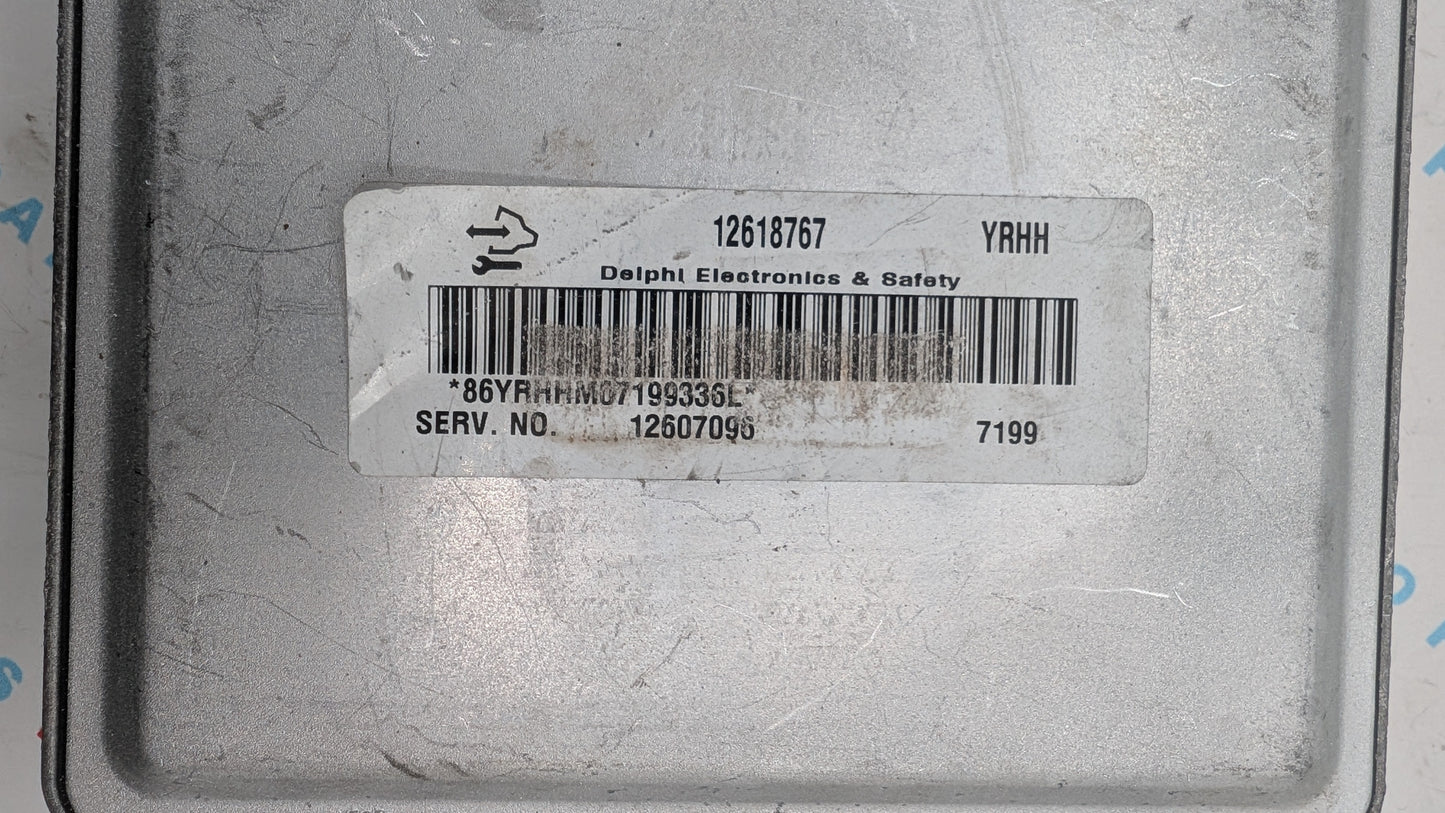 12618767 YRHH
Delphi Electronics & Safety
*86YRHHM07199336L*
SERV. NO. 12607096 7199